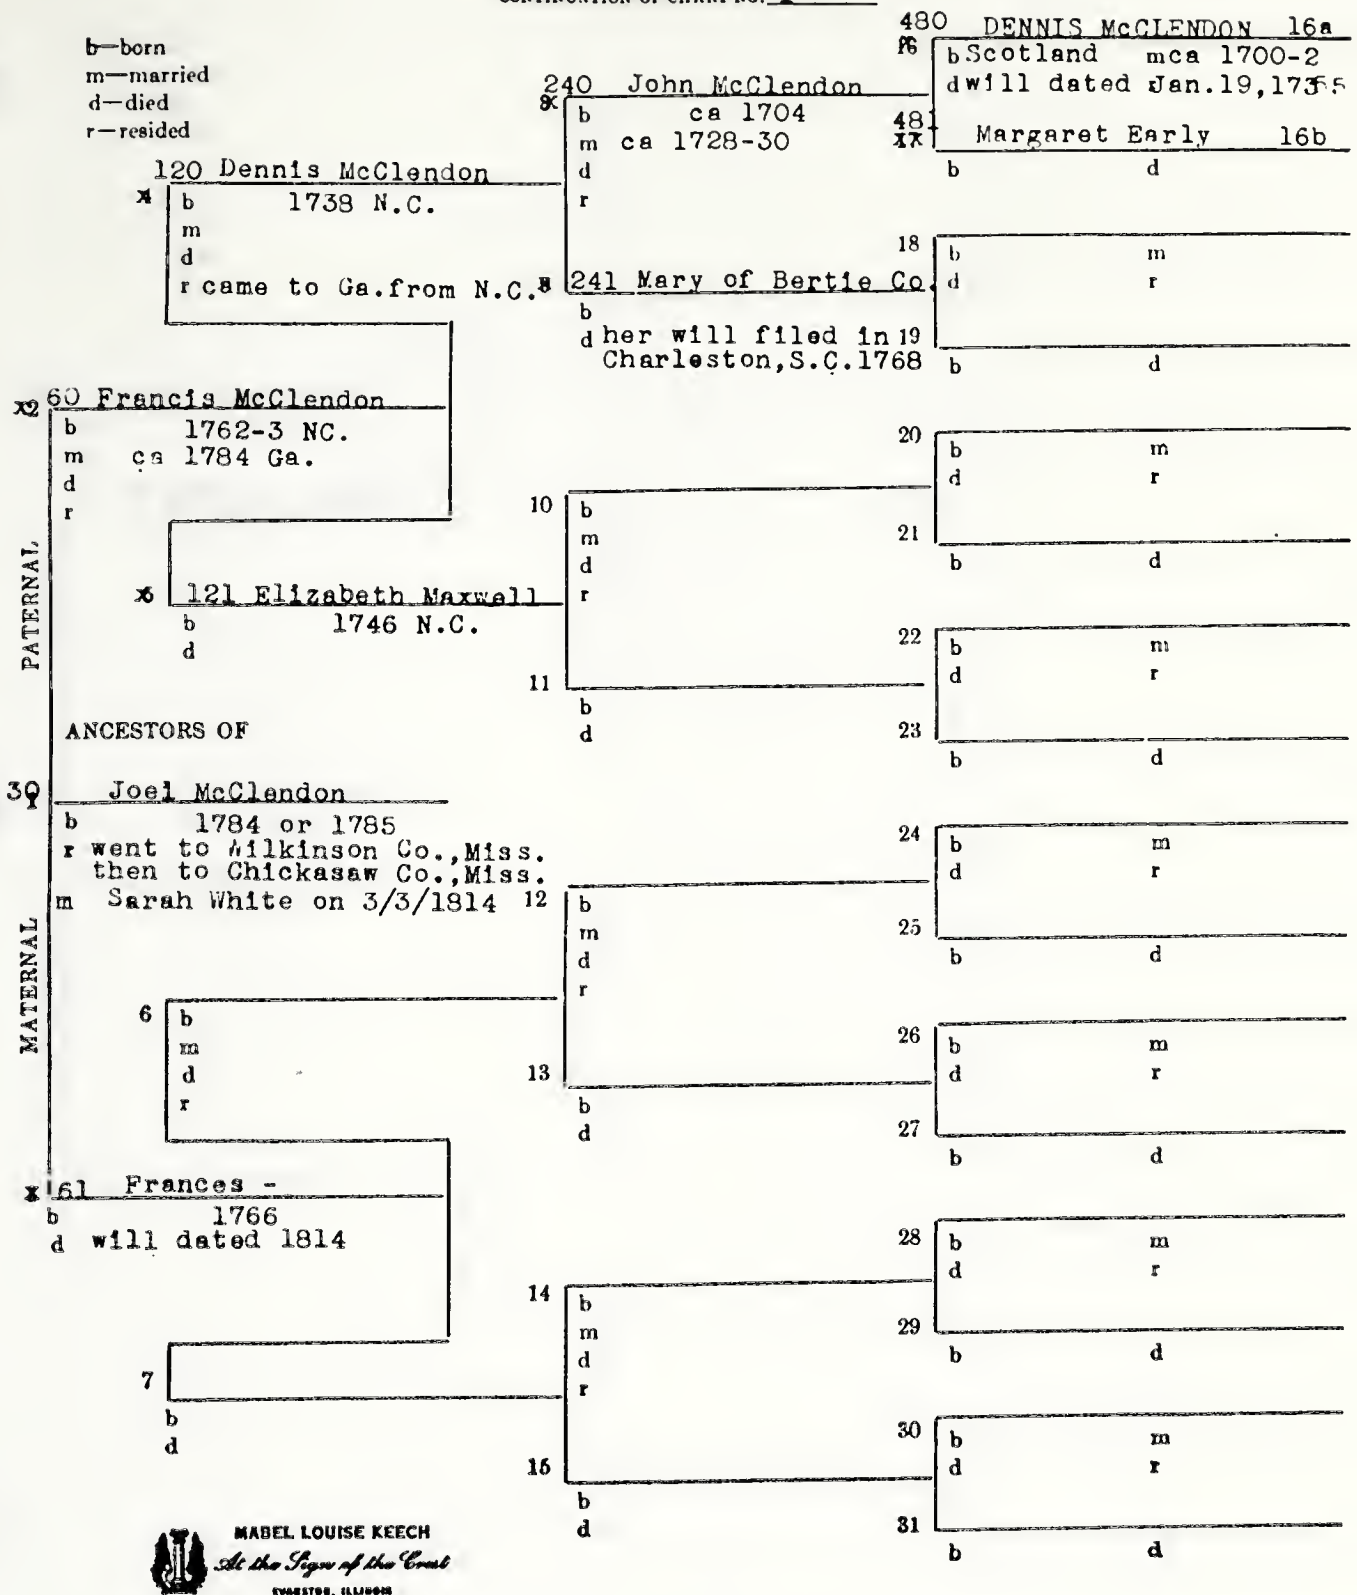 480 DENNIS McCLENDON 16a
b Scotland m ca 1700-2
d will dated Jan.19,
481 Margaret Early 16b
b d
b—born
m—married
d—died
r—resided
240 John McClendon
b ca 1704
m ca 1728-30
d
r
120 Dennis McClendon
b 1738 N.C.
m
d
r came to Ga.from N.C.
241 Mary of Bertie Co.
b
d her will filed in
Charleston,S.C.1768
18 b m
d r
19
b d
60 Francis McClendon
b 1762-3 NC.
m ca 1784 Ga.
d
r
121 Elizabeth Maxwell
b 1746 N.C.
d
10 b
m
d
r
11
b
d
20 b m
d r
21
b d
22 b m
d r
23
b d
PATERNAL
ANCESTORS OF
30 Joel McClendon
b 1784 or 1785
r went to Wilkinson Co.,Miss.
then to Chickasaw Co.,Miss.
m Sarah White on 3/3/1814
MATERNAL
12 b
m
d
r
13
b
d
24 b m
d r
25
b d
26 b m
d r
27
b d
6 b
m
d
r
61 Frances -
b 1766
d will dated 1814
7
b
d
14 b
m
d
r
15
b
d
28 b m
d r
29
b d
30 b m
d r
31
b d
MABEL LOUISE KEECH
At the Sign of the Crest
EVANSTON, ILLINOIS